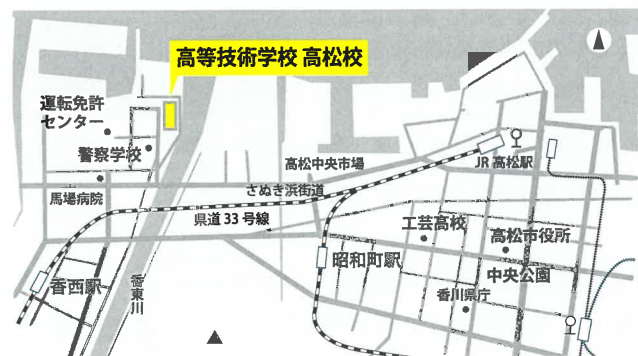 高等技術学校 高松校
運転免許
センター
警察学校
高松中央市場
JR 高松駅
馬場病院
さぬき浜街道
県道 33 号線
工芸高校
高松市役所
昭和町駅
中央公園
香西駅
香東川
香川県庁